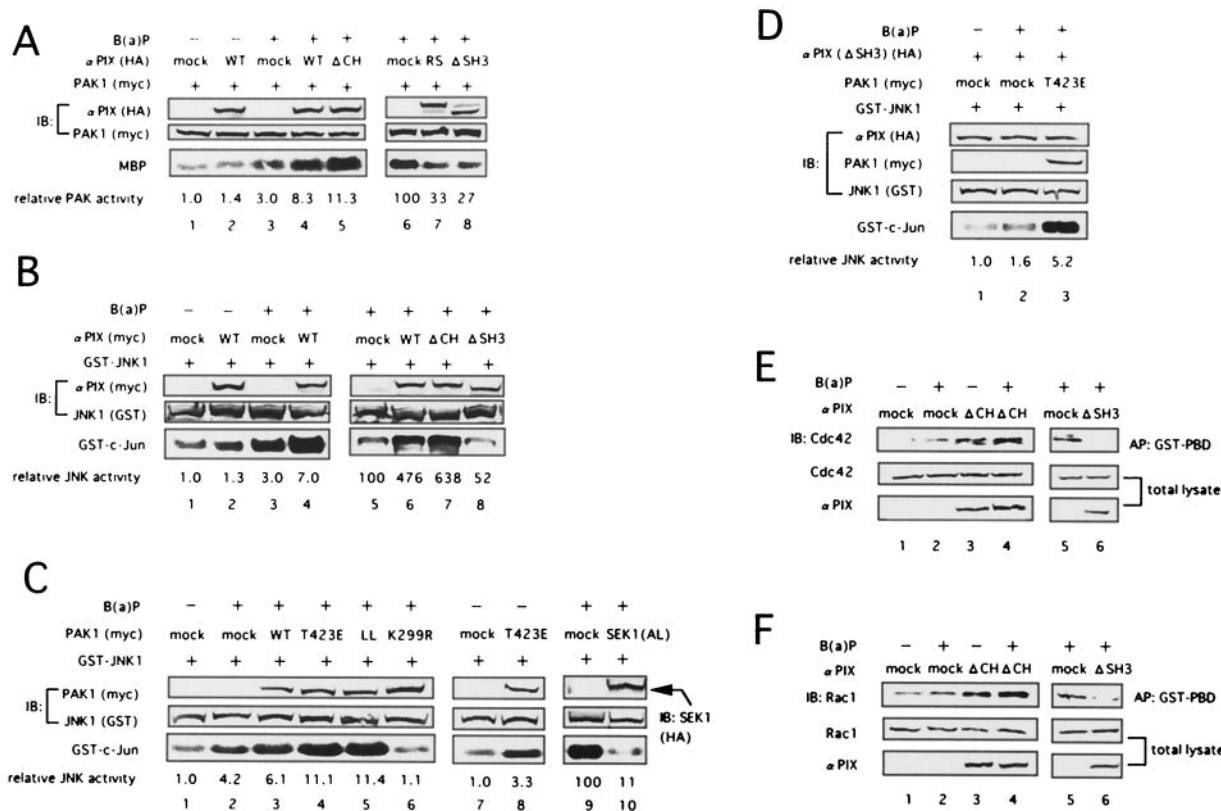 A
B(a)P -- -- + + + + + +
αPIX (HA) mock WT mock WT ΔCH mock RS ΔSH3
PAK1 (myc) + + + + + + + +
IB: αPIX (HA)
PAK1 (myc)
MBP
relative PAK activity 1.0 1.4 3.0 8.3 11.3 100 33 27
1 2 3 4 5 6 7 8
B
B(a)P – – + + + + + +
αPIX (myc) mock WT mock WT mock WT ΔCH ΔSH3
GST-JNK1 + + + + + + + +
IB: αPIX (myc)
JNK1 (GST)
GST-c-Jun
relative JNK activity 1.0 1.3 3.0 7.0 100 476 638 52
1 2 3 4 5 6 7 8
C
B(a)P – + + + + + – – + +
PAK1 (myc) mock mock WT T423E LL K299R mock T423E mock SEK1(AL)
GST-JNK1 + + + + + + + + + +
IB: PAK1 (myc)
JNK1 (GST)
IB: SEK1
(HA)
GST-c-Jun
relative JNK activity 1.0 4.2 6.1 11.1 11.4 1.1 1.0 3.3 100 11
1 2 3 4 5 6 7 8 9 10
D
B(a)P – + +
αPIX (ΔSH3) (HA) + + +
PAK1 (myc) mock mock T423E
GST-JNK1 + + +
αPIX (HA)
IB: PAK1 (myc)
JNK1 (GST)
GST-c-Jun
relative JNK activity 1.0 1.6 5.2
1 2 3
E
B(a)P – + – + + +
αPIX mock mock ΔCH ΔCH mock ΔSH3
IB: Cdc42 AP: GST-PBD
Cdc42
total lysate
αPIX
1 2 3 4 5 6
F
B(a)P – + – + + +
αPIX mock mock ΔCH ΔCH mock ΔSH3
IB: Rac1 AP: GST-PBD
Rac1
total lysate
αPIX
1 2 3 4 5 6